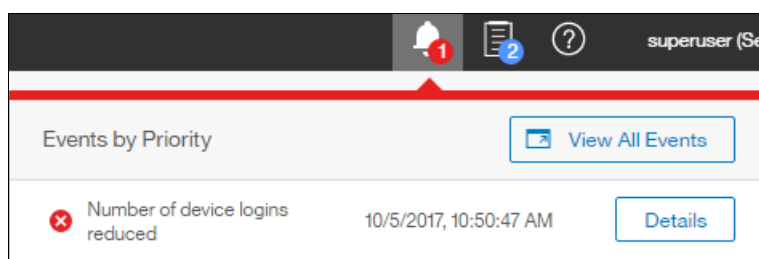 1 2 ? superuser (Se
Events by Priority View All Events
Number of device logins
reduced
10/5/2017, 10:50:47 AM Details